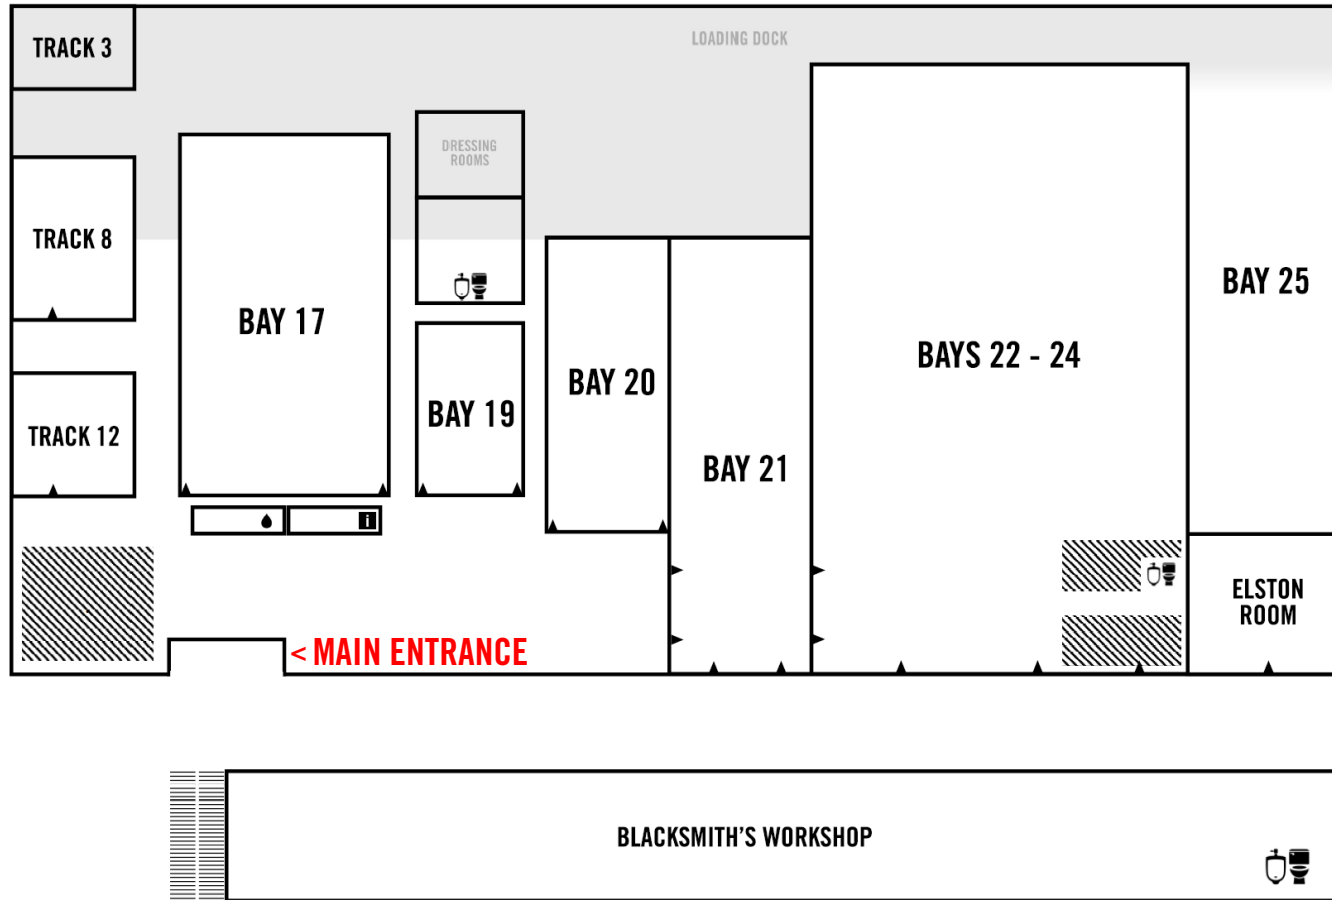 TRACK 3
LOADING DOCK
DRESSING
ROOMS
TRACK 8
BAY 17
BAY 25
BAYS 22 - 24
BAY 20
BAY 19
TRACK 12
BAY 21
i
ELSTON
ROOM
< MAIN ENTRANCE
BLACKSMITH'S WORKSHOP